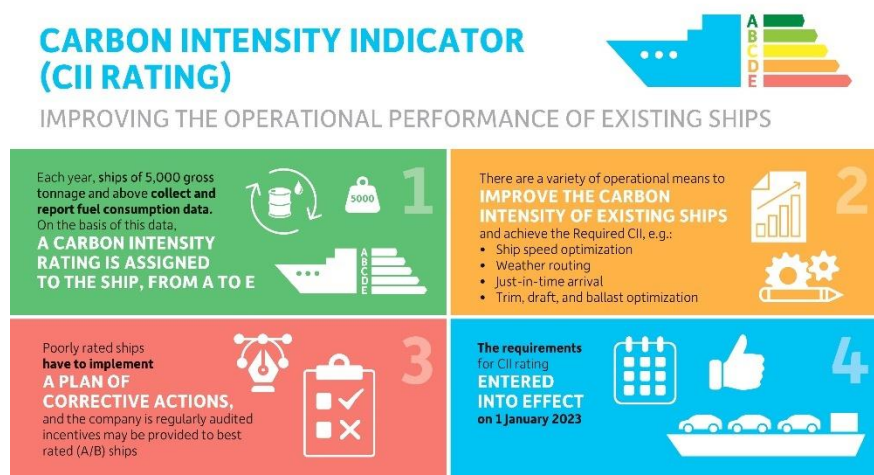 CARBON INTENSITY INDICATOR
(CII RATING)
A
B
C
D
E
IMPROVING THE OPERATIONAL PERFORMANCE OF EXISTING SHIPS
Each year, ships of 5,000 gross
tonnage and above collect and
report fuel consumption data.
On the basis of this data,
A CARBON INTENSITY
RATING IS ASSIGNED
TO THE SHIP, FROM A TO E
5000
1
A
B
C
D
E
There are a variety of operational means to
IMPROVE THE CARBON
INTENSITY OF EXISTING SHIPS
and achieve the Required CII, e.g.:
• Ship speed optimization
• Weather routing
• Just-in-time arrival
• Trim, draft, and ballast optimization
2
Poorly rated ships
have to implement
A PLAN OF
CORRECTIVE ACTIONS,
and the company is regularly audited
incentives may be provided to best
rated (A/B) ships
3
The requirements
for CII rating
ENTERED
INTO EFFECT
on 1 January 2023
4